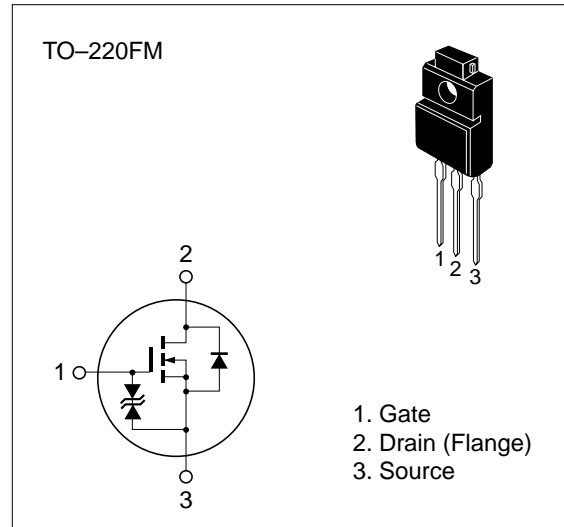 TO–220FM
1
2
3
2
1
3
1. Gate
2. Drain (Flange)
3. Source